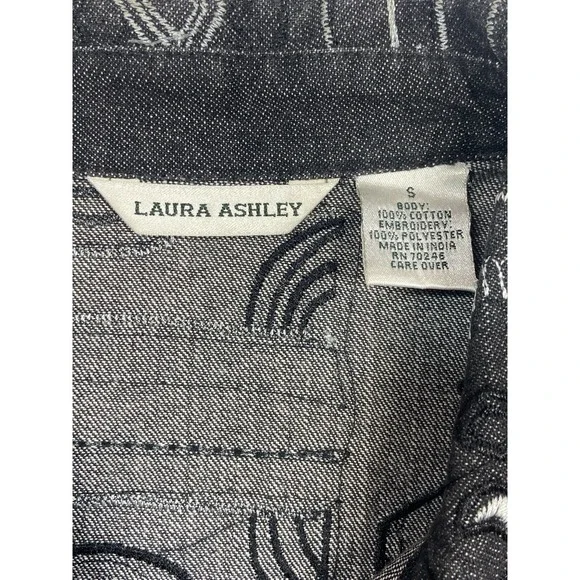 LAURA ASHLEY
S
BODY:
100% COTTON
EMBROIDERY:
100% POLYESTER
MADE IN INDIA
RN 70246
CARE OVER